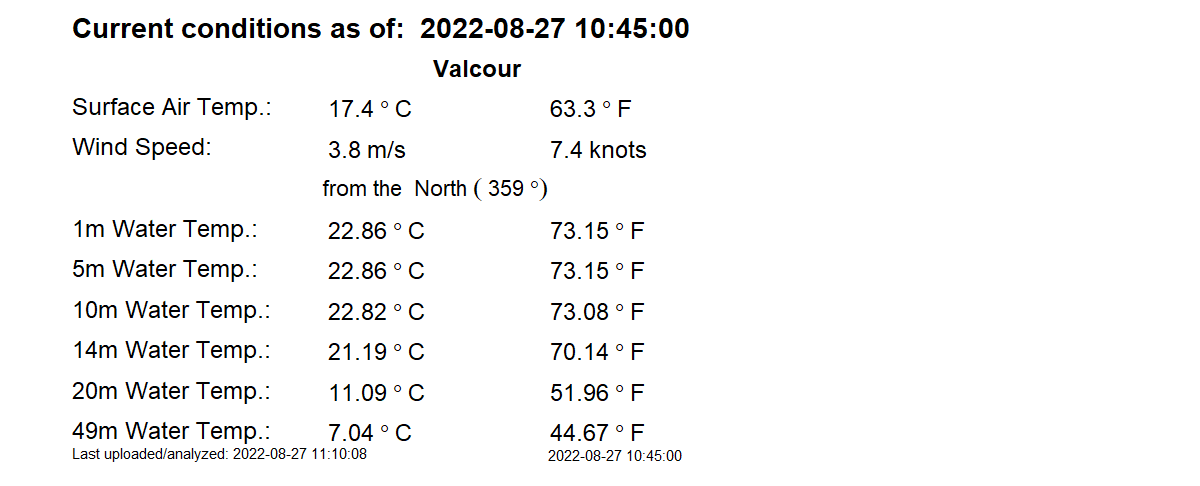 Current conditions as of: 2022-08-27 10:45:00
Valcour
Surface Air Temp.: 17.4 ° C 63.3 ° F
Wind Speed: 3.8 m/s 7.4 knots
from the North ( 359 °)
1m Water Temp.: 22.86 ° C 73.15 ° F
5m Water Temp.: 22.86 ° C 73.15 ° F
10m Water Temp.: 22.82 ° C 73.08 ° F
14m Water Temp.: 21.19 ° C 70.14 ° F
20m Water Temp.: 11.09 ° C 51.96 ° F
49m Water Temp.: 7.04 ° C 44.67 ° F
Last uploaded/analyzed: 2022-08-27 11:10:08 2022-08-27 10:45:00